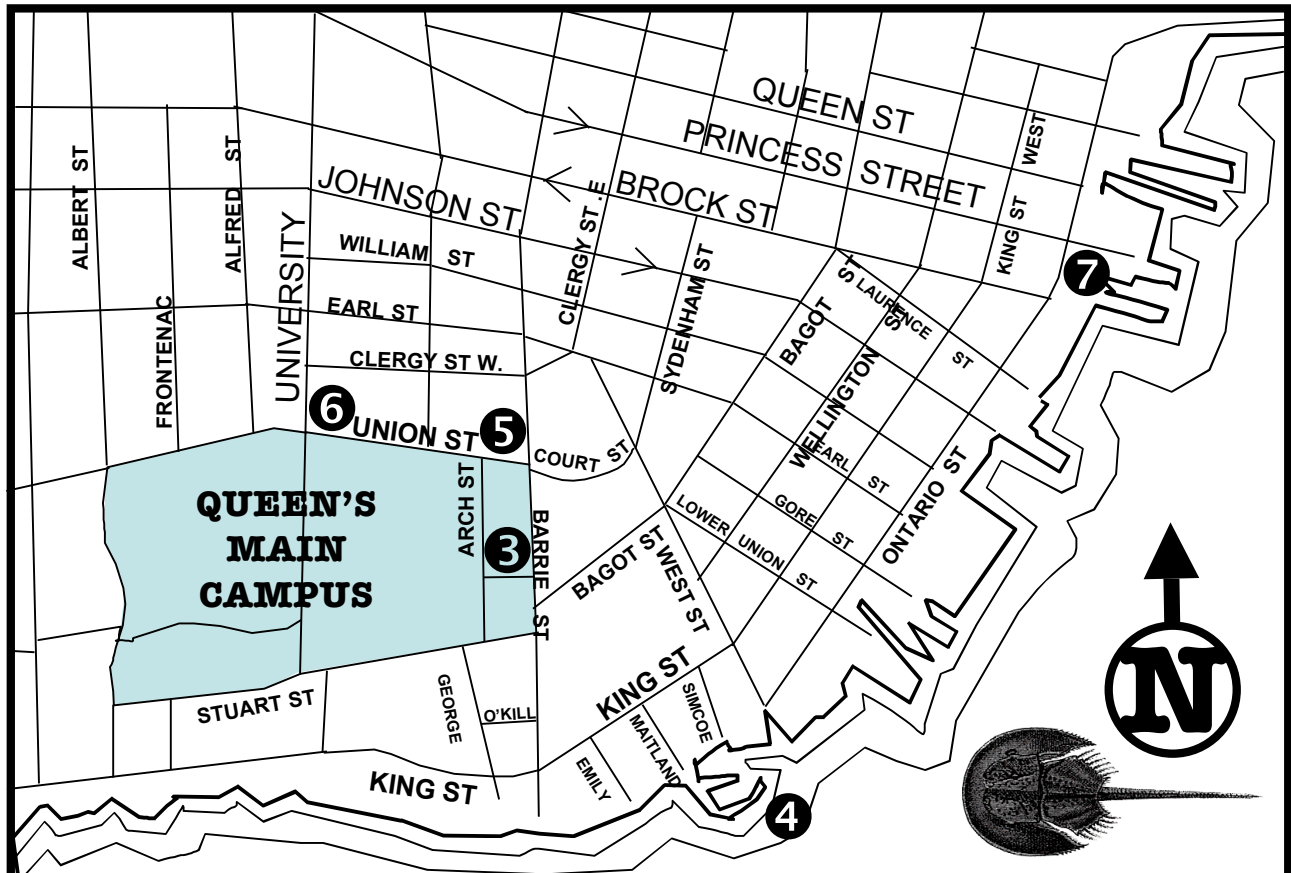 QUEEN ST
PRINCESS STREET
WEST
KING ST
ALBERT ST
ALFRED ST
JOHNSON ST
BROCK ST
CLERGY ST .E
UNIVERSITY
WILLIAM ST
SYDENHAM ST
BAGOT ST
LAURENCE ST
WELLINGTON ST
7
FRONTENAC
EARL ST
CLERGY ST W.
6
UNION ST
5
COURT ST
EARL ST
ONTARIO ST
QUEEN'S
MAIN
CAMPUS
ARCH ST
3
BARRIE ST
LOWER UNION ST
GORE ST
BAGOT ST
WEST ST
STUART ST
GEORGE
O'KILL
KING ST
SIMCOE
MAITLAND
EMILY
KING ST
4
N